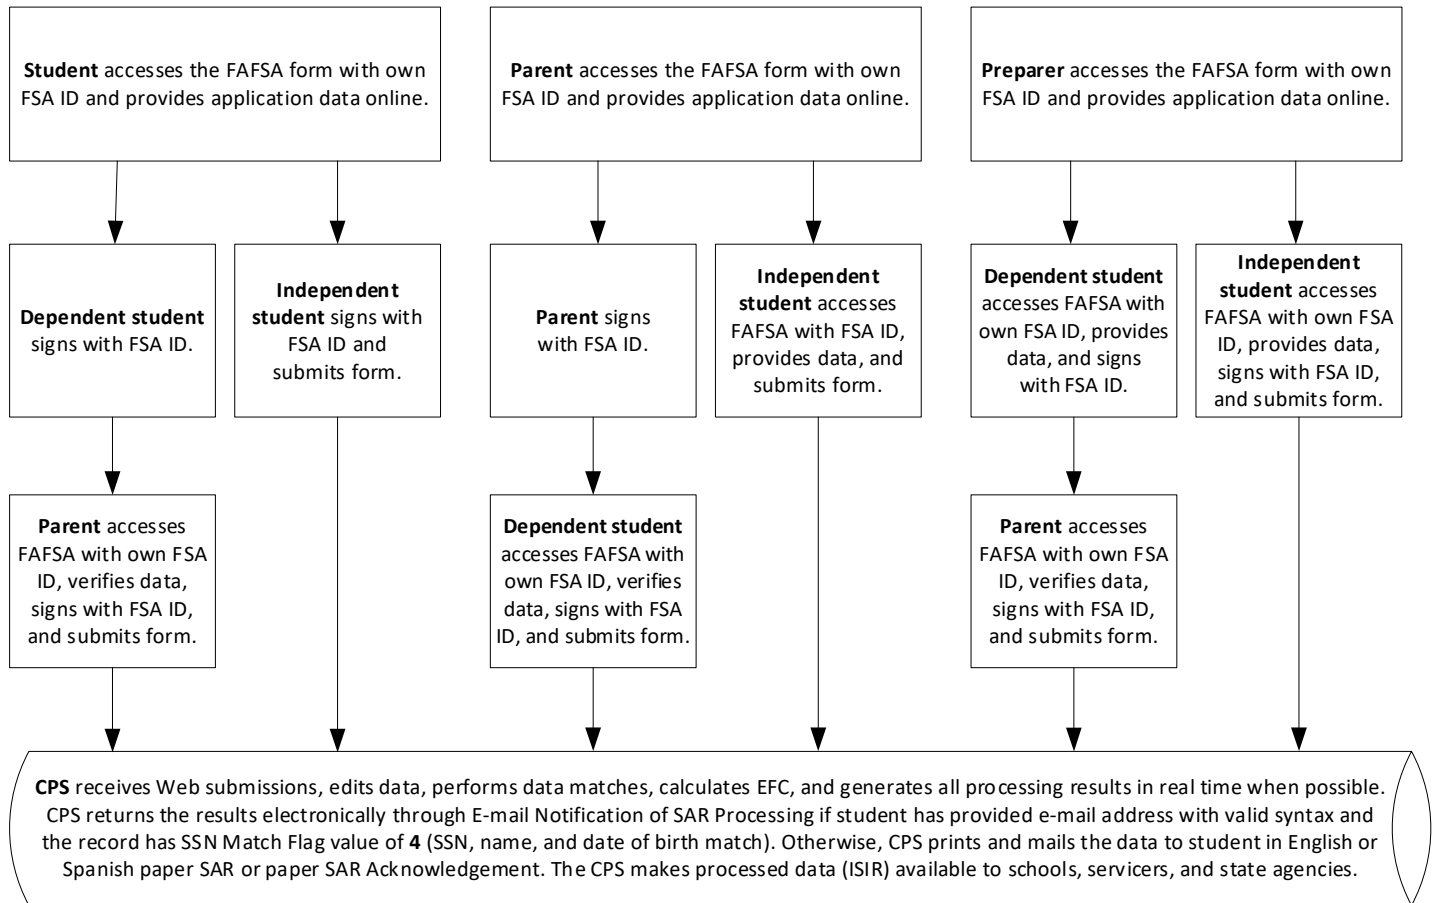 Student accesses the FAFSA form with own
FSA ID and provides application data online.
Parent accesses the FAFSA form with own
FSA ID and provides application data online.
Preparer accesses the FAFSA form with own
FSA ID and provides application data online.
Dependent student
signs with FSA ID.
Independent
student signs with
FSA ID and
submits form.
Parent signs
with FSA ID.
Independent
student accesses
FAFSA with FSA ID,
provides data, and
submits form.
Dependent student
accesses FAFSA with
own FSA ID, provides
data, and signs
with FSA ID.
Independent
student accesses
FAFSA with own FSA
ID, provides data,
signs with FSA ID,
and submits form.
Parent accesses
FAFSA with own FSA
ID, verifies data,
signs with FSA ID,
and submits form.
Dependent student
accesses FAFSA with
own FSA ID, verifies
data, signs with FSA
ID, and submits form.
Parent accesses
FAFSA with own FSA
ID, verifies data,
signs with FSA ID,
and submits form.
CPS receives Web submissions, edits data, performs data matches, calculates EFC, and generates all processing results in real time when possible.
CPS returns the results electronically through E-mail Notification of SAR Processing if student has provided e-mail address with valid syntax and
the record has SSN Match Flag value of 4 (SSN, name, and date of birth match). Otherwise, CPS prints and mails the data to student in English or
Spanish paper SAR or paper SAR Acknowledgement. The CPS makes processed data (ISIR) available to schools, servicers, and state agencies.